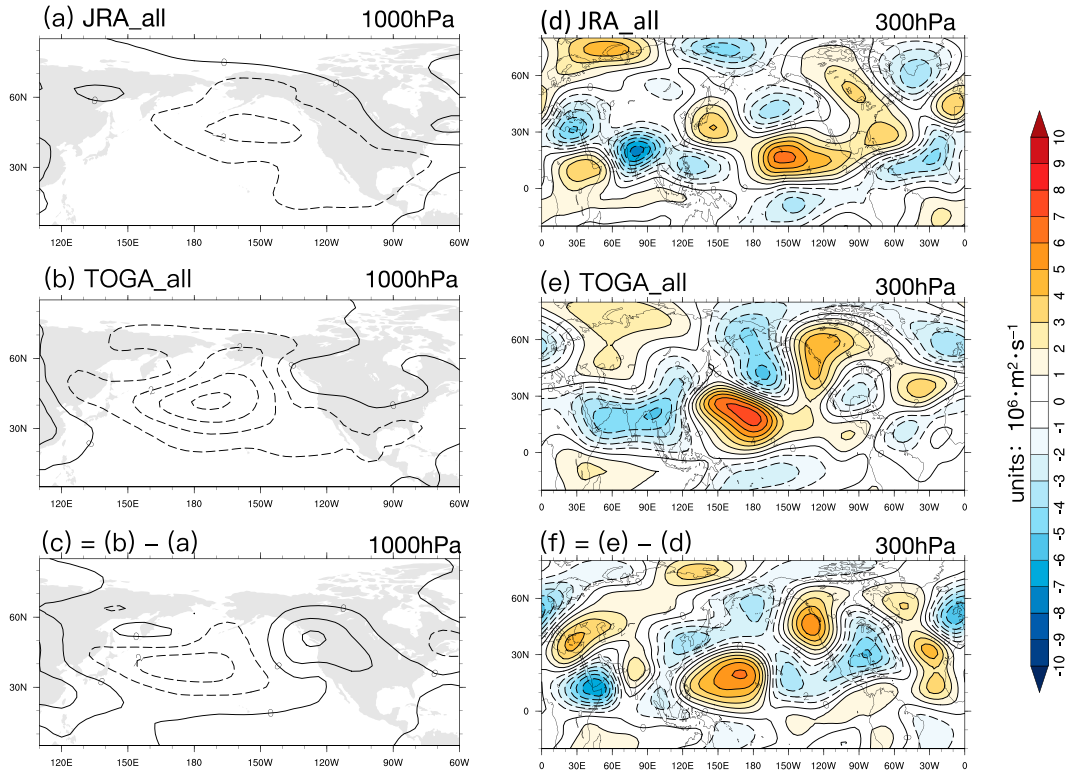 (a) JRA_all 1000hPa
60N
30N
120E 150E 180 150W 120W 90W 60W
(b) TOGA_all 1000hPa
60N
30N
120E 150E 180 150W 120W 90W 60W
(c) = (b) – (a) 1000hPa
60N
30N
120E 150E 180 150W 120W 90W 60W
(d) JRA_all 300hPa
60N
30N
0
0 30E 60E 90E 120E 150E 180 150W 120W 90W 60W 30W 0
(e) TOGA_all 300hPa
60N
30N
0
0 30E 60E 90E 120E 150E 180 150W 120W 90W 60W 30W 0
(f) = (e) – (d) 300hPa
60N
30N
0
0 30E 60E 90E 120E 150E 180 150W 120W 90W 60W 30W 0
units: 10⁶·m²·s⁻¹
10
9
8
7
6
5
4
3
2
1
0
-1
-2
-3
-4
-5
-6
-7
-8
-9
-10